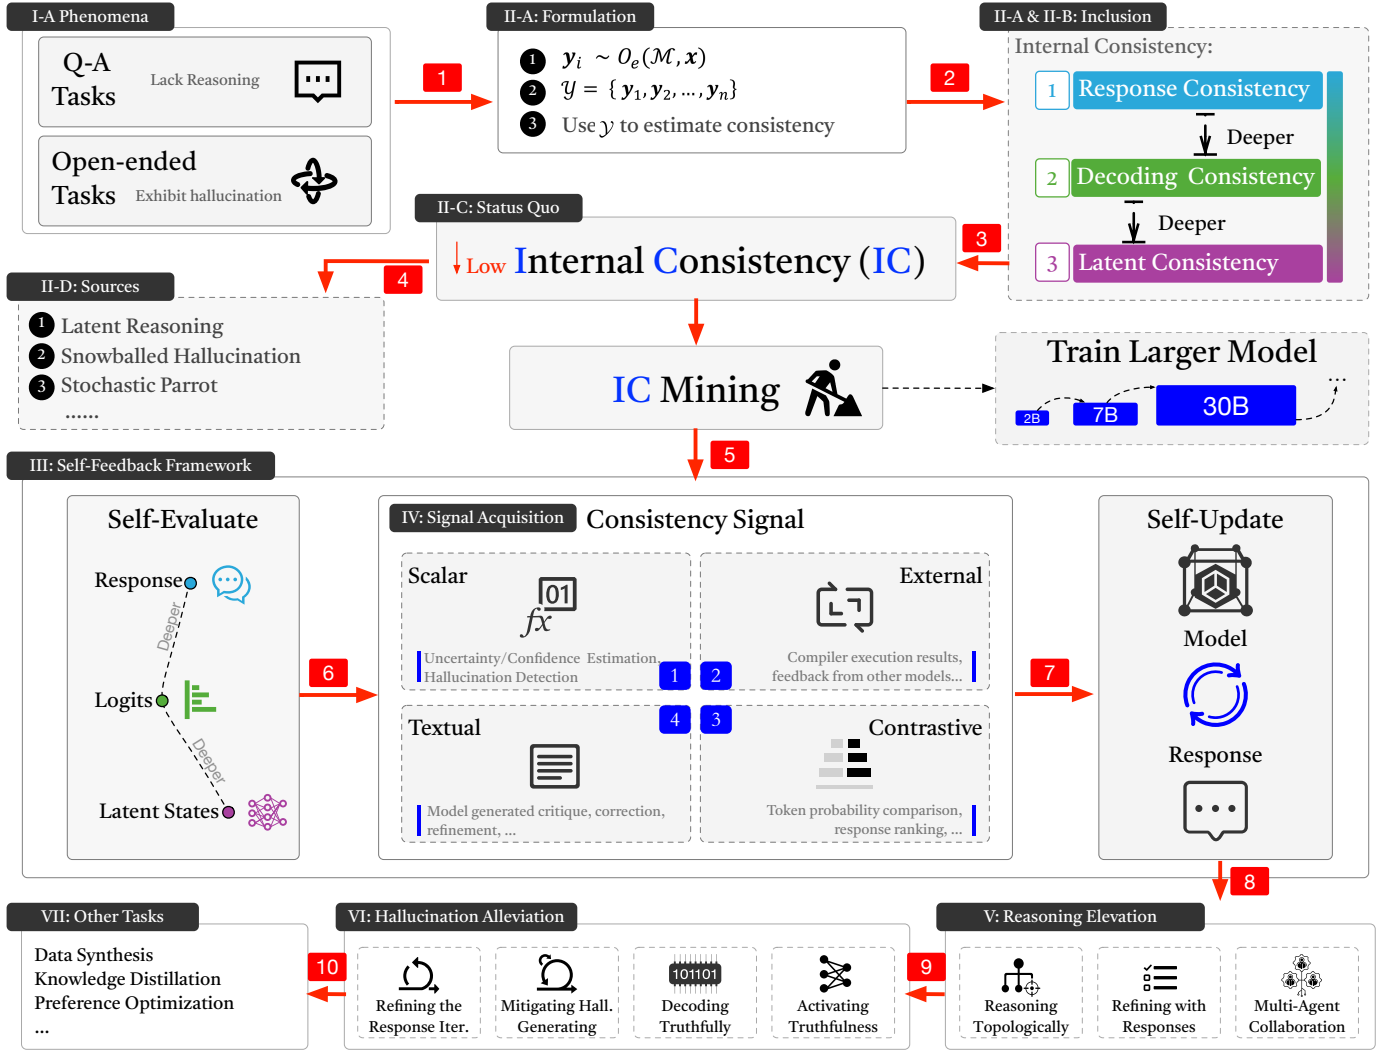 I-A Phenomena
Q-A
Tasks
Lack Reasoning
Open-ended
Tasks
Exhibit hallucination
1
II-A: Formulation
1 𝒚ᵢ ~ Oₑ(ℳ, 𝒙)
2 𝒴 = { 𝒚₁, 𝒚₂, ..., 𝒚ₙ}
3 Use 𝒴 to estimate consistency
2
II-A & II-B: Inclusion
Internal Consistency:
1 Response Consistency
Deeper
2 Decoding Consistency
Deeper
3 Latent Consistency
3
II-C: Status Quo
Low Internal Consistency (IC)
4
II-D: Sources
1 Latent Reasoning
2 Snowballed Hallucination
3 Stochastic Parrot
......
IC Mining
Train Larger Model
2B
7B
30B
...
5
III: Self-Feedback Framework
Self-Evaluate
Response
Deeper
Logits
Deeper
Latent States
6
IV: Signal Acquisition
Consistency Signal
Scalar
01
fx
Uncertainty/Confidence Estimation,
Hallucination Detection
1
External
Compiler execution results,
feedback from other models...
2
Textual
Model generated critique, correction,
refinement, ...
4
Contrastive
Token probability comparison,
response ranking, ...
3
7
Self-Update
Model
Response
8
VII: Other Tasks
Data Synthesis
Knowledge Distillation
Preference Optimization
...
10
VI: Hallucination Alleviation
Refining the
Response Iter.
Mitigating Hall.
Generating
101101
Decoding
Truthfully
Activating
Truthfulness
9
V: Reasoning Elevation
Reasoning
Topologically
Refining with
Responses
Multi-Agent
Collaboration